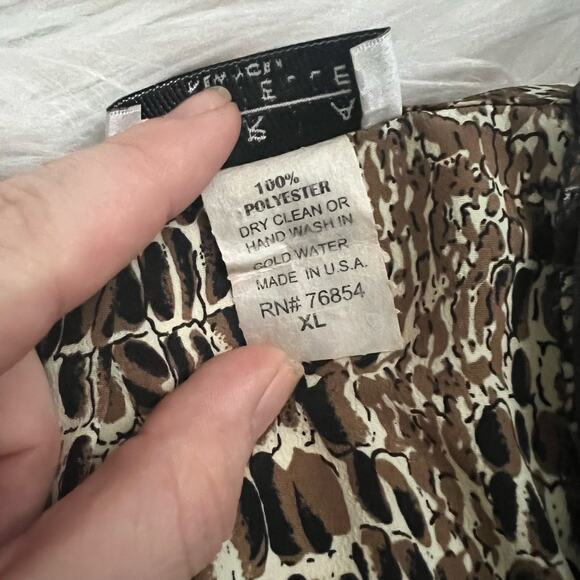 100%
POLYESTER
DRY CLEAN OR
HAND WASH IN
COLD WATER
MADE IN U.S.A.
RN# 76854
XL